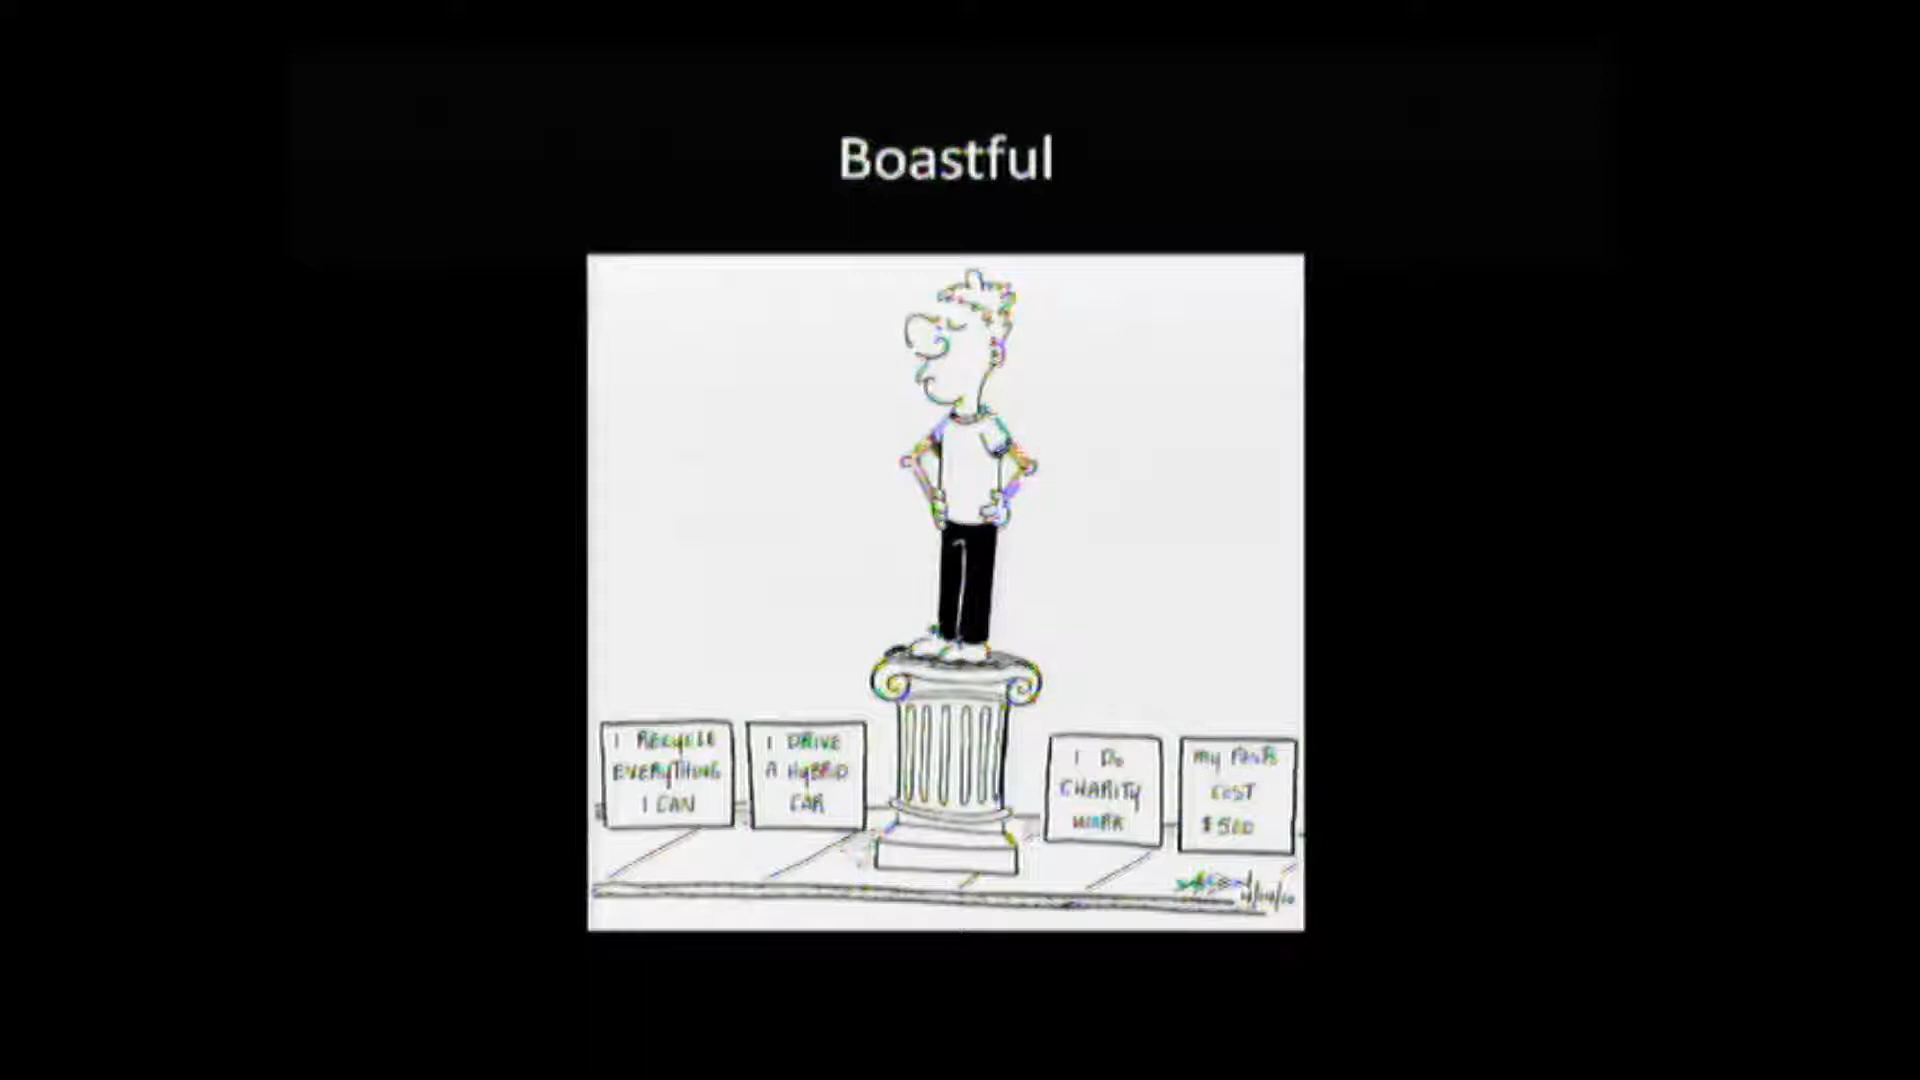 Boastful
I RECYCLE
EVERYTHING
I CAN
I DRIVE
A HYBRID
CAR
I DO
CHARITY
WORK
MY PANTS
COST
$500